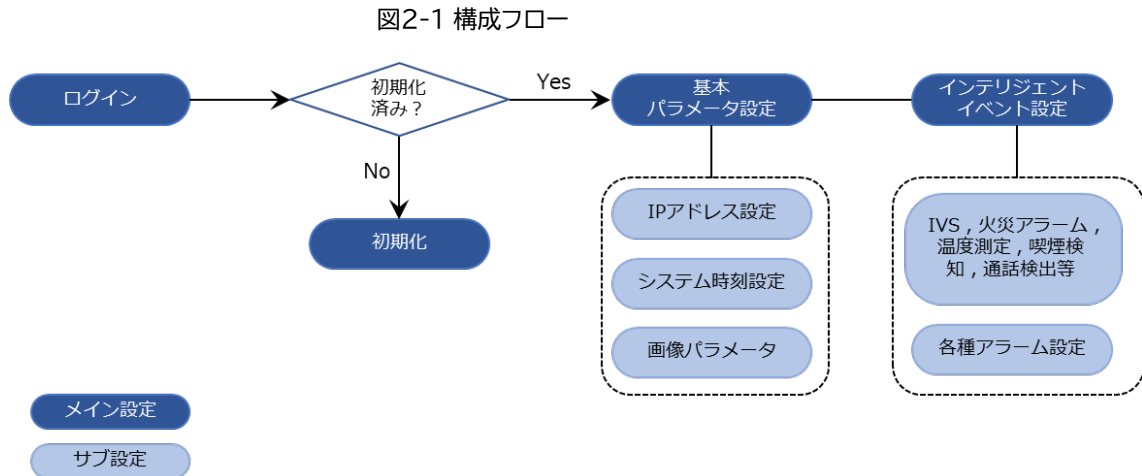 図2-1 構成フロー
ログイン
初期化
済み？
Yes
No
初期化
基本
パラメータ設定
インテリジェント
イベント設定
IPアドレス設定
システム時刻設定
画像パラメータ
IVS , 火災アラーム ,
温度測定 , 喫煙検
知 , 通話検出等
各種アラーム設定
メイン設定
サブ設定